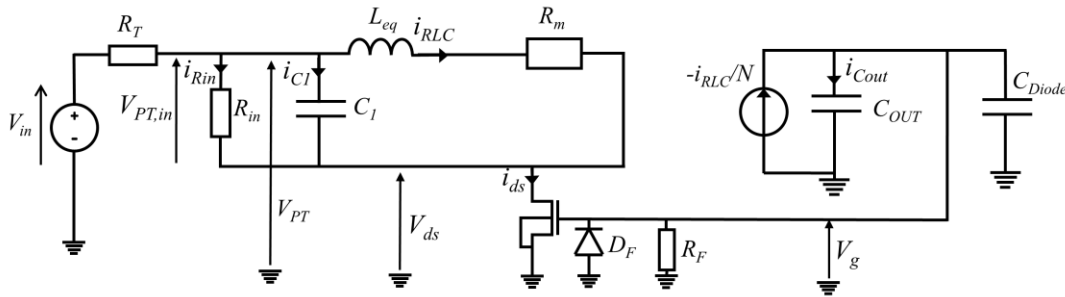 R_T
L_eq
i_RLC
R_m
V_in
+
-
V_PT,in
i_Rin
R_in
i_C1
C_1
V_PT
V_ds
i_ds
D_F
R_F
V_g
-i_RLC/N
i_Cout
C_OUT
C_Diode